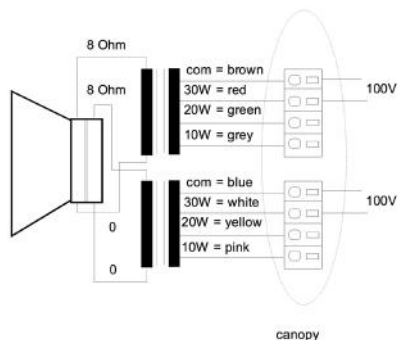 8 Ohm
8 Ohm
com = brown
30W = red
20W = green
10W = grey
100V
com = blue
30W = white
20W = yellow
10W = pink
100V
0
0
canopy